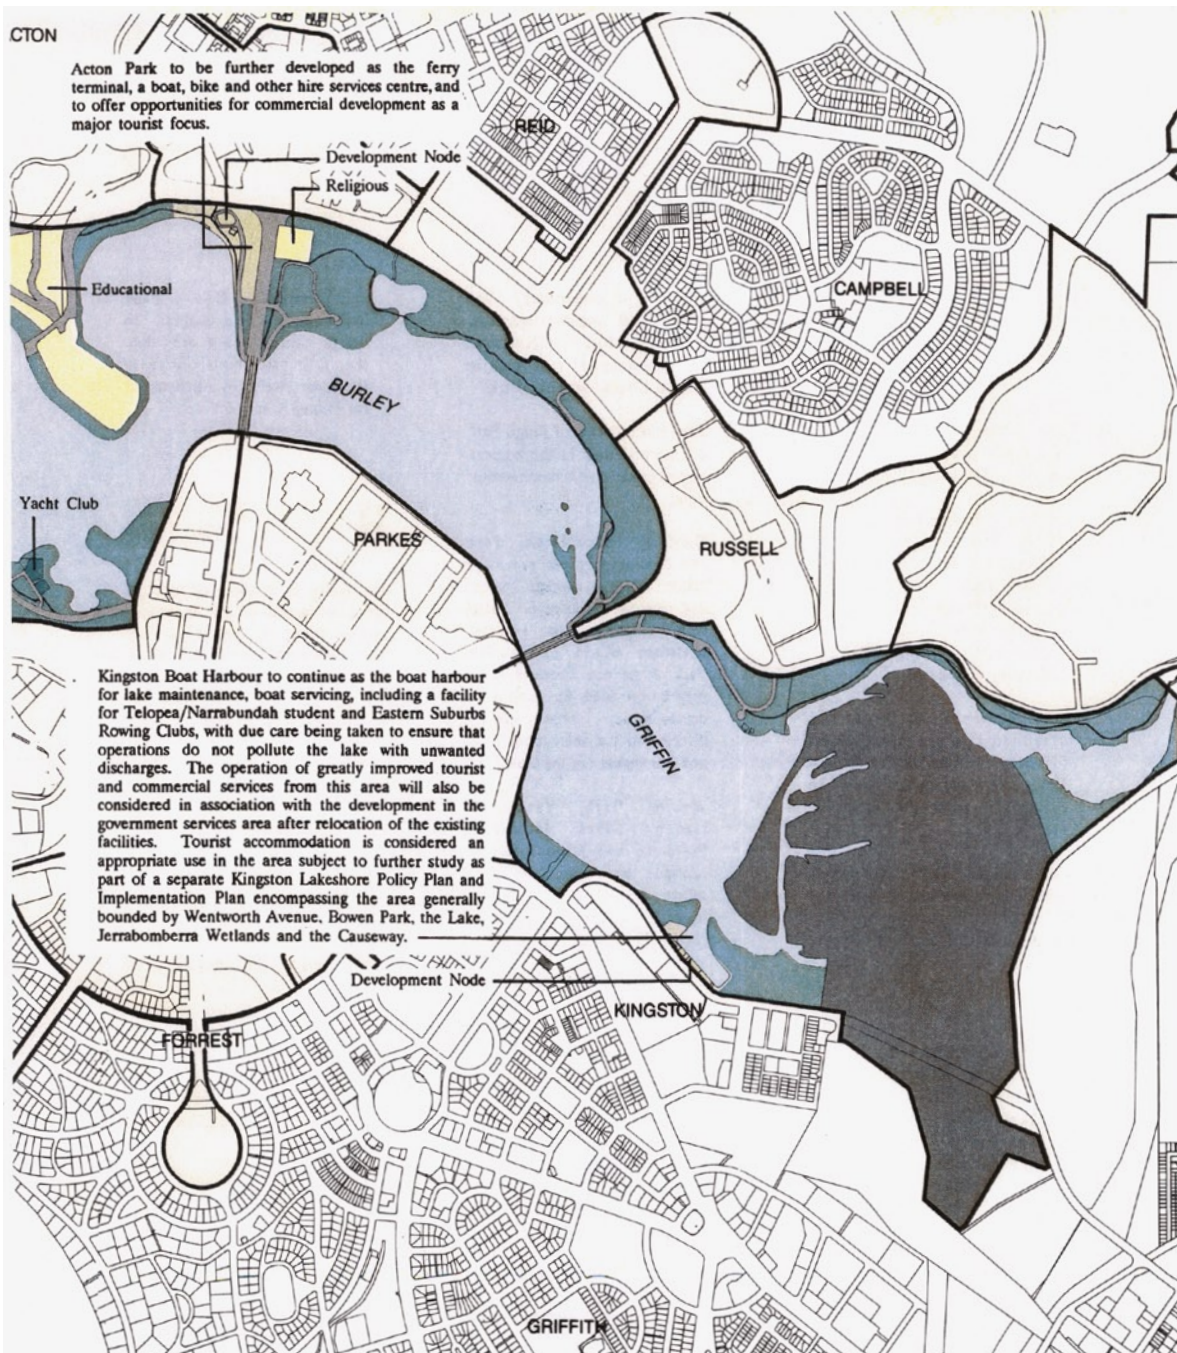 CTON
Acton Park to be further developed as the ferry
terminal, a boat, bike and other hire services centre, and
to offer opportunities for commercial development as a
major tourist focus.
REID
Development Node
Religious
Educational
CAMPBELL
BURLEY
Yacht Club
PARKES
RUSSELL
Kingston Boat Harbour to continue as the boat harbour
for lake maintenance, boat servicing, including a facility
for Telopea/Narrabundah student and Eastern Suburbs
Rowing Clubs, with due care being taken to ensure that
operations do not pollute the lake with unwanted
discharges. The operation of greatly improved tourist
and commercial services from this area will also be
considered in association with the development in the
government services area after relocation of the existing
facilities. Tourist accommodation is considered an
appropriate use in the area subject to further study as
part of a separate Kingston Lakeshore Policy Plan and
Implementation Plan encompassing the area generally
bounded by Wentworth Avenue, Bowen Park, the Lake,
Jerrabomberra Wetlands and the Causeway.
GRIFFIN
Development Node
KINGSTON
FORREST
GRIFFITH